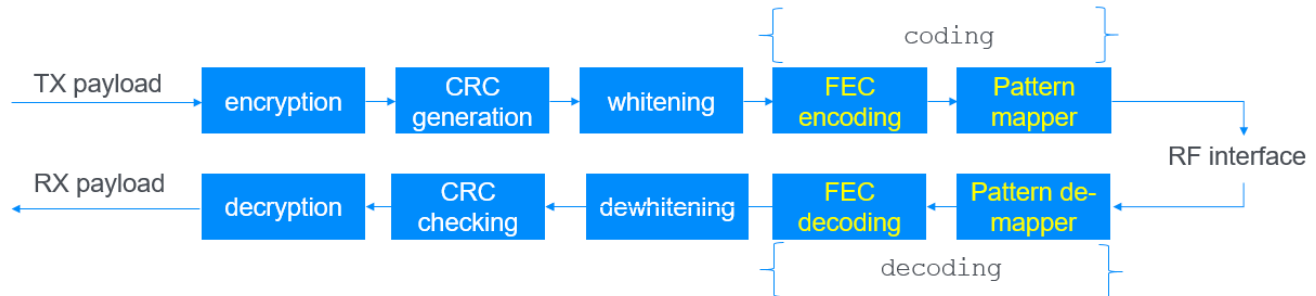 coding
TX payload
encryption
CRC
generation
whitening
FEC
encoding
Pattern
mapper
RF interface
RX payload
decryption
CRC
checking
dewhitening
FEC
decoding
Pattern de-
mapper
decoding